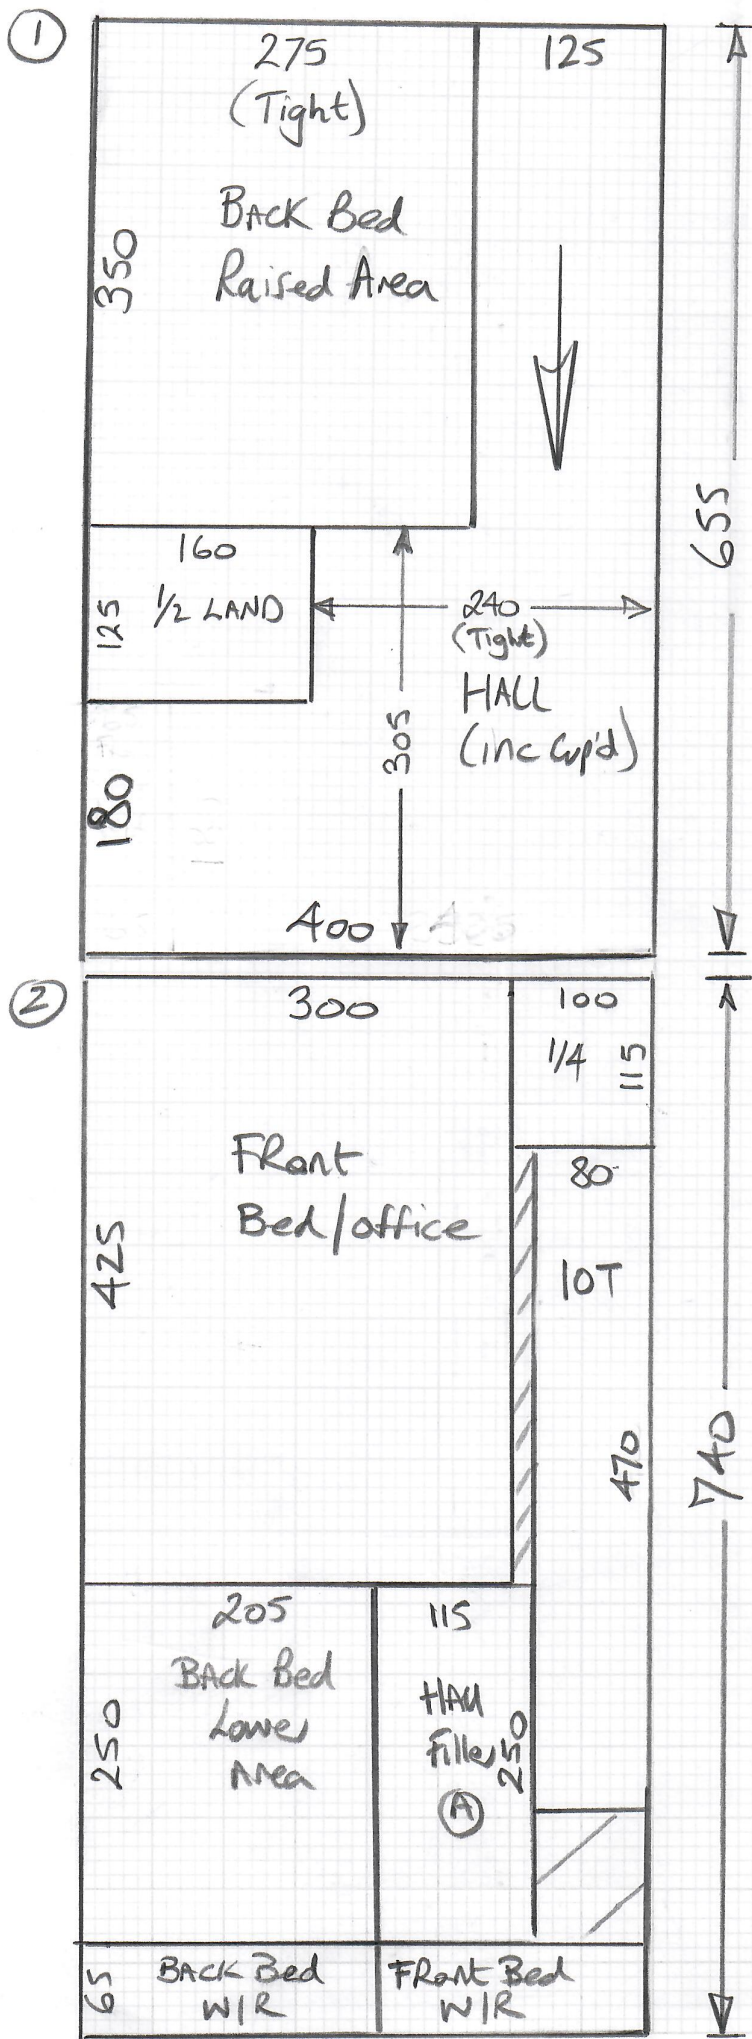 1
275
(Tight)
125
BACK Bed
Raised Area
350
655
160
1/2 LAND
125
240
(Tight)
HALL
(inc Cup'd)
305
180
400
2
300
100
1/4
115
FRont
Bed/office
80
10T
425
470
740
205
BACK Bed
Lower
Area
250
115
HALL
Filler
250
A
65
BACK Bed
W/R
FRont Bed
W/R